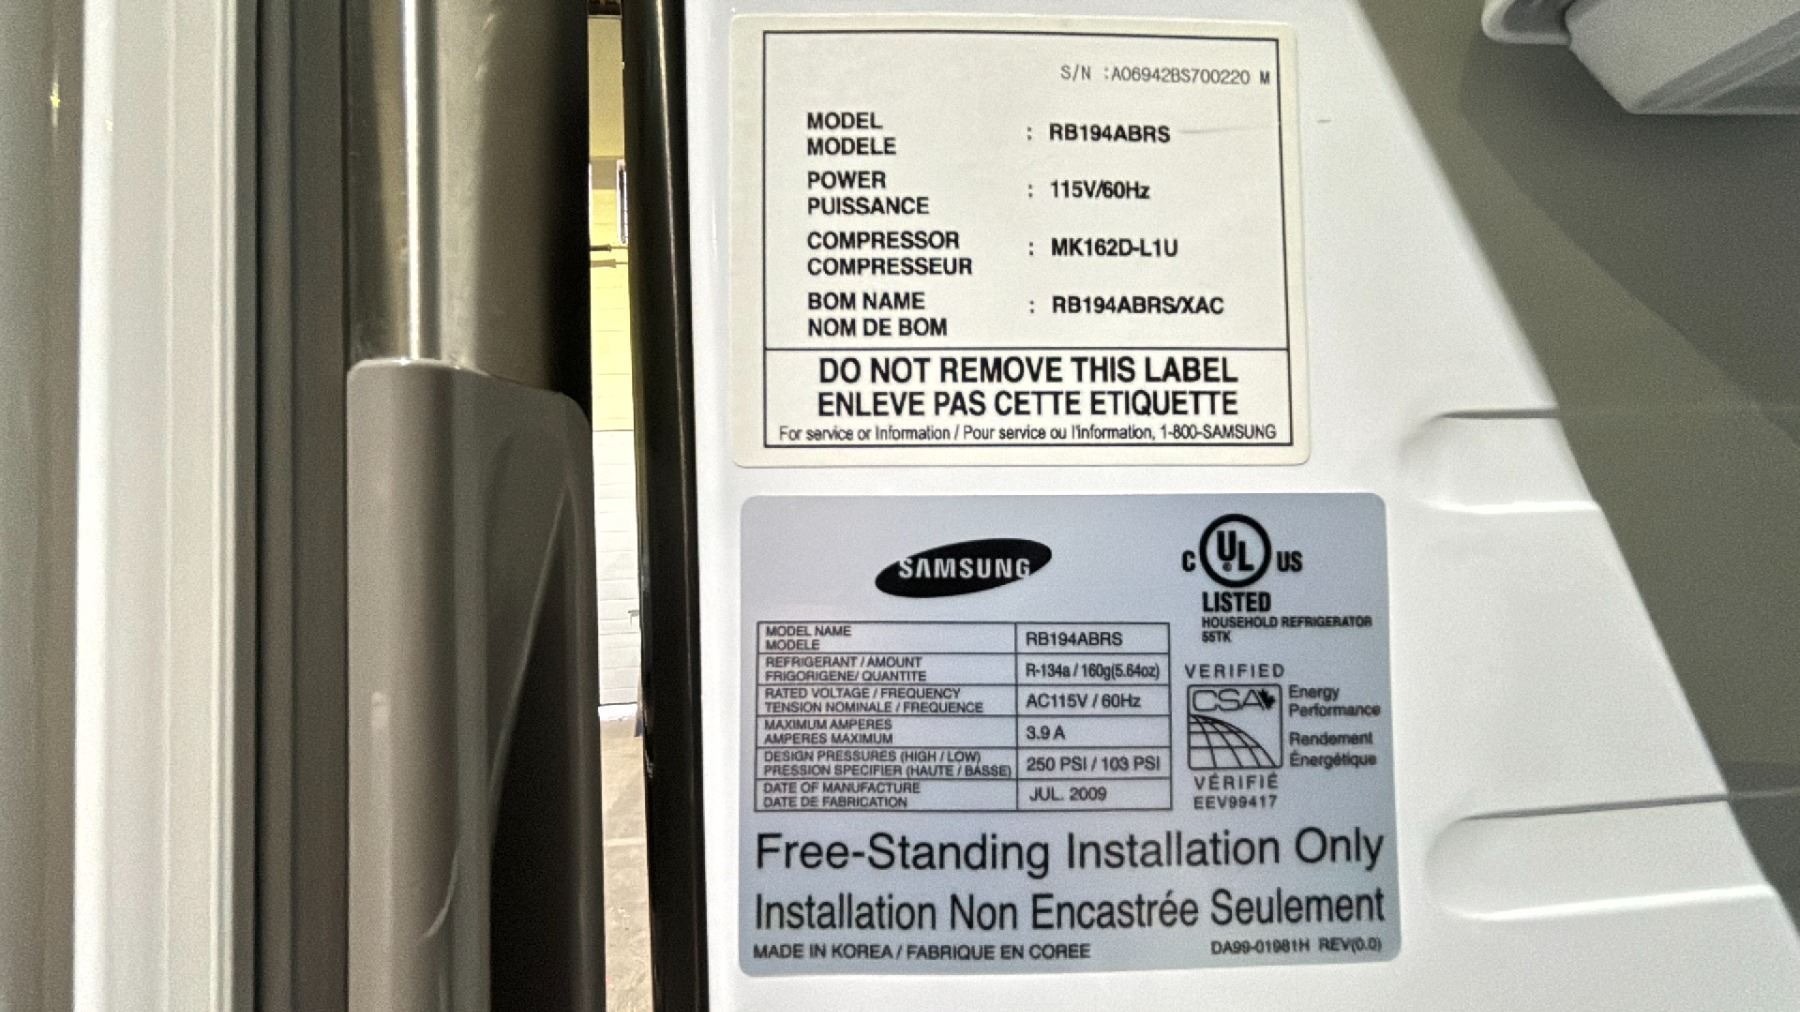 S/N :A06942BS700220 M
MODEL
MODELE : RB194ABRS
POWER
PUISSANCE : 115V/60Hz
COMPRESSOR
COMPRESSEUR : MK162D-L1U
BOM NAME
NOM DE BOM : RB194ABRS/XAC
DO NOT REMOVE THIS LABEL
ENLEVE PAS CETTE ETIQUETTE
For service or Information / Pour service ou l'information, 1-800-SAMSUNG
SAMSUNG
C UL US
®
LISTED
HOUSEHOLD REFRIGERATOR
55TK
MODEL NAME
MODELE RB194ABRS
REFRIGERANT / AMOUNT
FRIGORIGENE/ QUANTITE R-134a / 160g(5.64oz)
RATED VOLTAGE / FREQUENCY
TENSION NOMINALE / FREQUENCE AC115V / 60Hz
MAXIMUM AMPERES
AMPERES MAXIMUM 3.9 A
DESIGN PRESSURES (HIGH / LOW)
PRESSION SPECIFIER (HAUTE / BASSE) 250 PSI / 103 PSI
DATE OF MANUFACTURE
DATE DE FABRICATION JUL. 2009
VERIFIED
CSA
Energy
Performance
Rendement
Énergétique
VÉRIFIÉ
EEV99417
Free-Standing Installation Only
Installation Non Encastrée Seulement
MADE IN KOREA / FABRIQUE EN COREE
DA99-01981H REV(0.0)